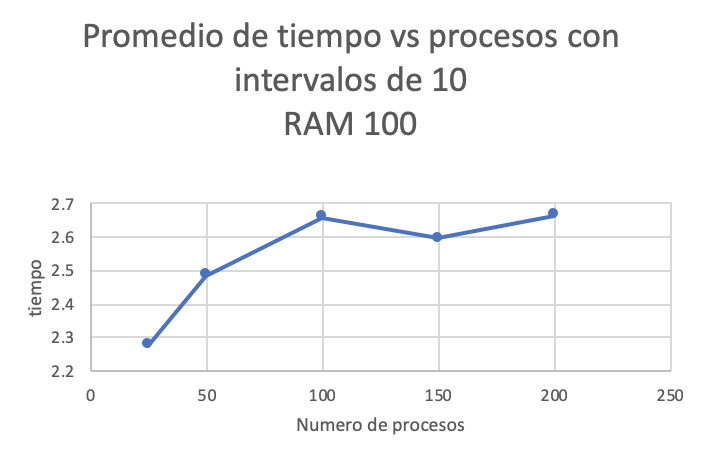 Promedio de tiempo vs procesos con
intervalos de 10
RAM 100
2.7
2.6
2.5
2.4
2.3
2.2
tiempo
0 50 100 150 200 250
Numero de procesos